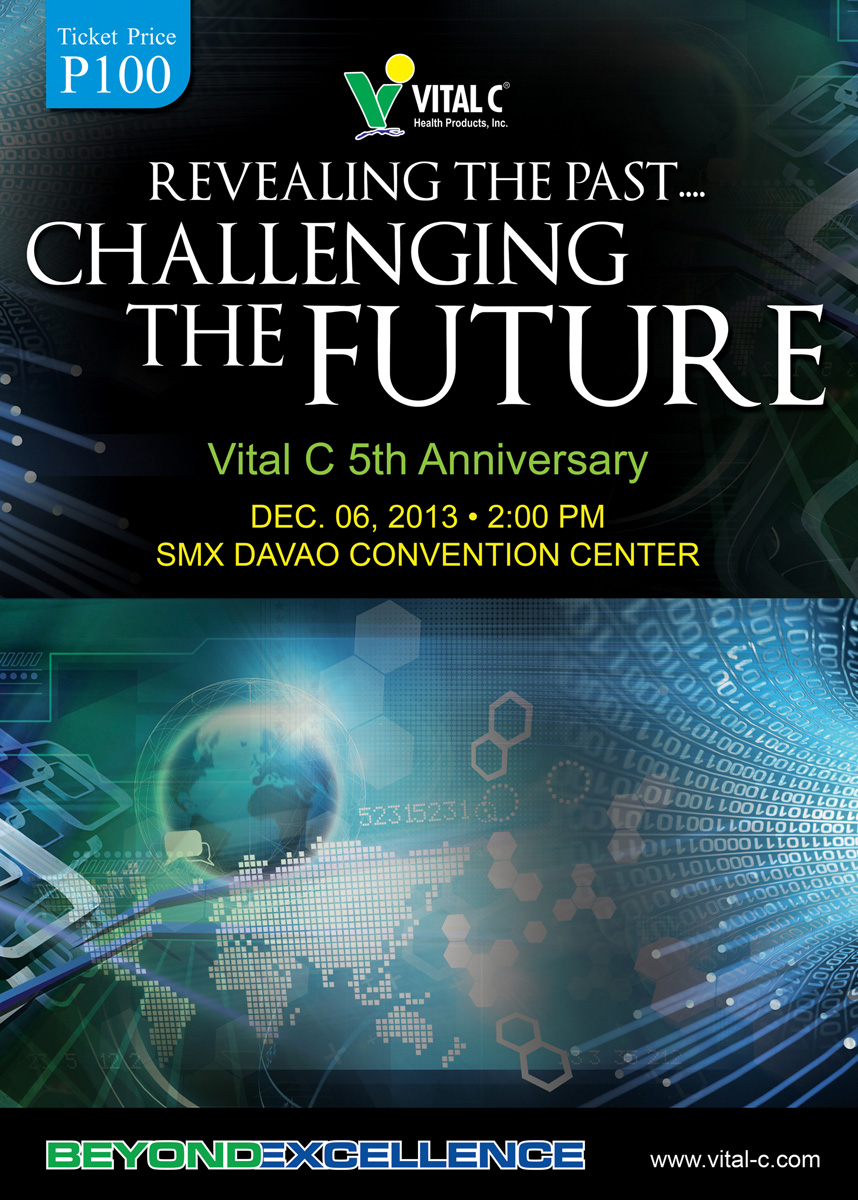 Ticket Price
P100
VITAL C®
Health Products, Inc.
REVEALING THE PAST....
CHALLENGING
THE FUTURE
Vital C 5th Anniversary
DEC. 06, 2013 • 2:00 PM
SMX DAVAO CONVENTION CENTER
52315231
BEYONDEXCELLENCE
www.vital-c.com